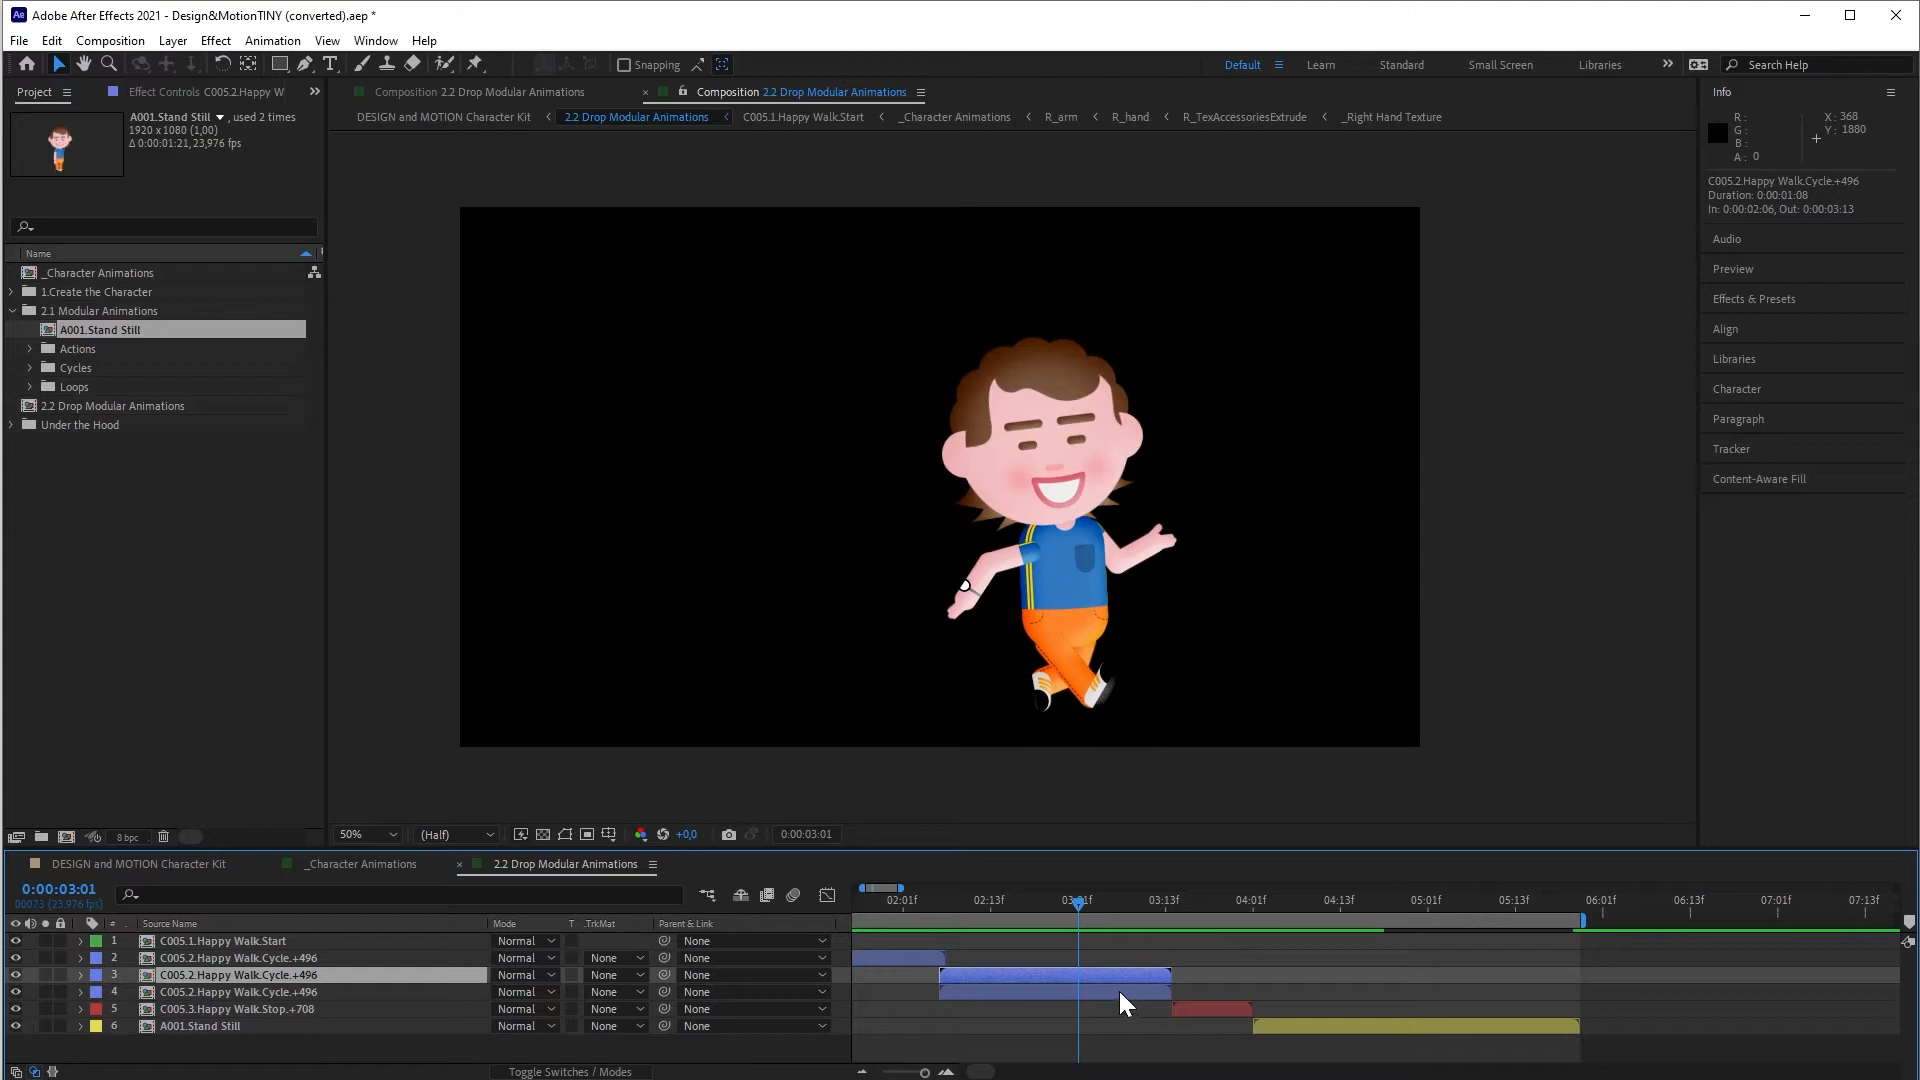 Ae Adobe After Effects 2021 - Design&MotionTINY (converted).aep *
File Edit Composition Layer Effect Animation View Window Help
Snapping Default Learn Standard Small Screen Libraries Search Help
Project Effect Controls C005.2.Happy W
Composition 2.2 Drop Modular Animations × Composition 2.2 Drop Modular Animations
Info
A001.Stand Still , used 2 times
1920 x 1080 (1,00)
Δ 0:00:01:21, 23,976 fps
DESIGN and MOTION Character Kit 2.2 Drop Modular Animations C005.1.Happy Walk.Start _Character Animations R_arm R_hand R_TexAccessoriesExtrude _Right Hand Texture
R :
G :
B :
A : 0
X : 368
Y : 1880
C005.2.Happy Walk.Cycle.+496
Duration: 0:00:01:08
In: 0:00:02:06, Out: 0:00:03:13
Audio
Preview
Effects & Presets
Align
Libraries
Character
Paragraph
Tracker
Content-Aware Fill
Name
_Character Animations
1.Create the Character
2.1 Modular Animations
A001.Stand Still
Actions
Cycles
Loops
2.2 Drop Modular Animations
Under the Hood
8 bpc
50% (Half) +0,0 0:00:03:01
DESIGN and MOTION Character Kit _Character Animations × 2.2 Drop Modular Animations
0:00:03:01
00073 (23.976 fps)
02:01f 02:13f 03:01f 03:13f 04:01f 04:13f 05:01f 05:13f 06:01f 06:13f 07:01f 07:13f
# Source Name Mode T .TrkMat Parent & Link
1 C005.1.Happy Walk.Start Normal None
2 C005.2.Happy Walk.Cycle.+496 Normal None None
3 C005.2.Happy Walk.Cycle.+496 Normal None None
4 C005.2.Happy Walk.Cycle.+496 Normal None None
5 C005.3.Happy Walk.Stop.+708 Normal None None
6 A001.Stand Still Normal None None
Toggle Switches / Modes